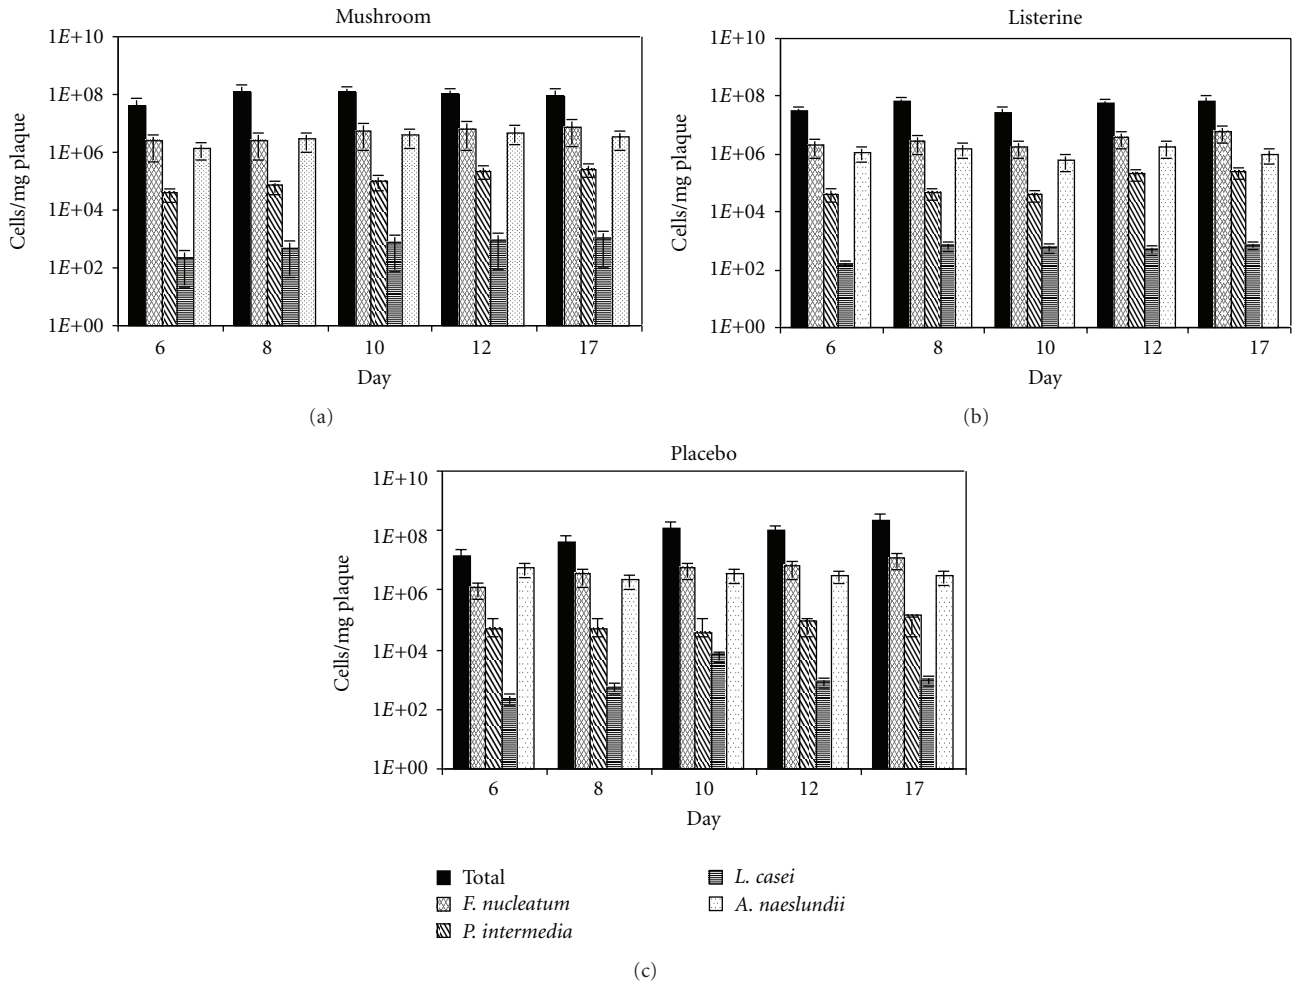 Mushroom
1E+10
1E+08
1E+06
1E+04
1E+02
1E+00
Cells/mg plaque
6 8 10 12 17
Day
(a)
Listerine
1E+10
1E+08
1E+06
1E+04
1E+02
1E+00
Cells/mg plaque
6 8 10 12 17
Day
(b)
Placebo
1E+10
1E+08
1E+06
1E+04
1E+02
1E+00
Cells/mg plaque
6 8 10 12 17
Day
Total
F. nucleatum
P. intermedia
L. casei
A. naeslundii
(c)